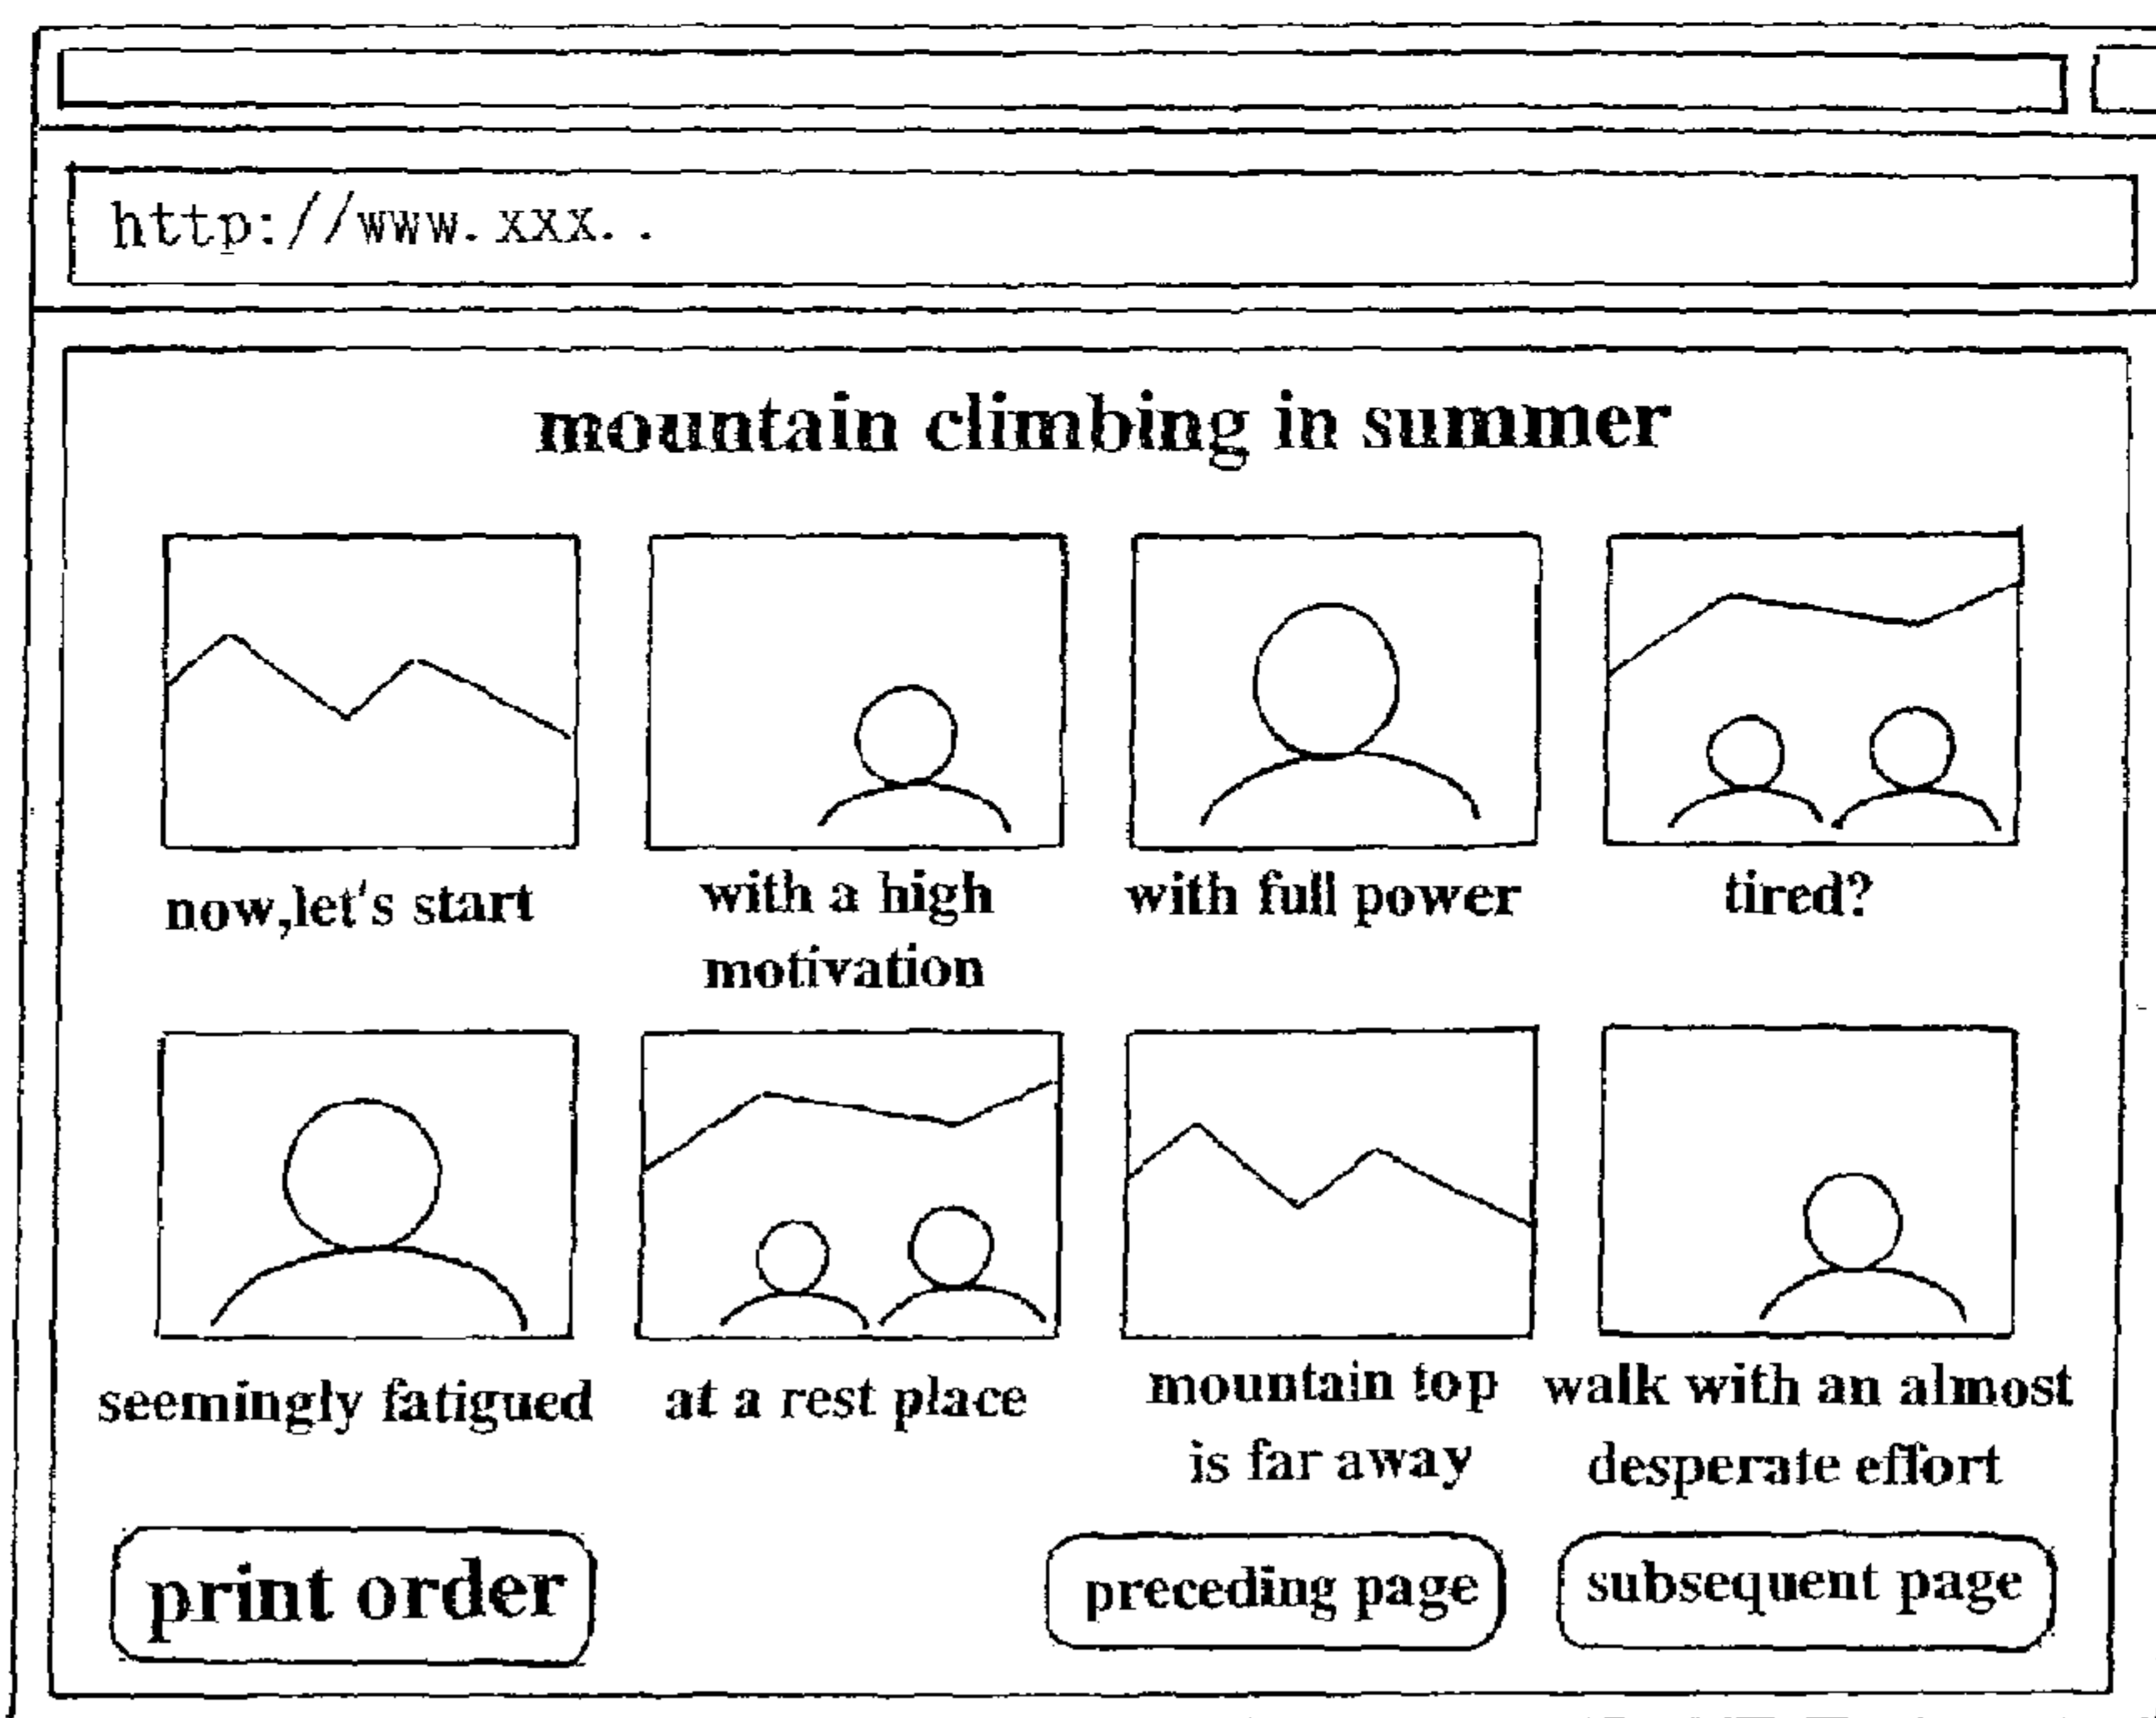 http://www.xxx..
mountain climbing in summer
now,let's start
with a high
motivation
with full power
tired?
seemingly fatigued
at a rest place
mountain top
is far away
walk with an almost
desperate effort
print order
preceding page
subsequent page